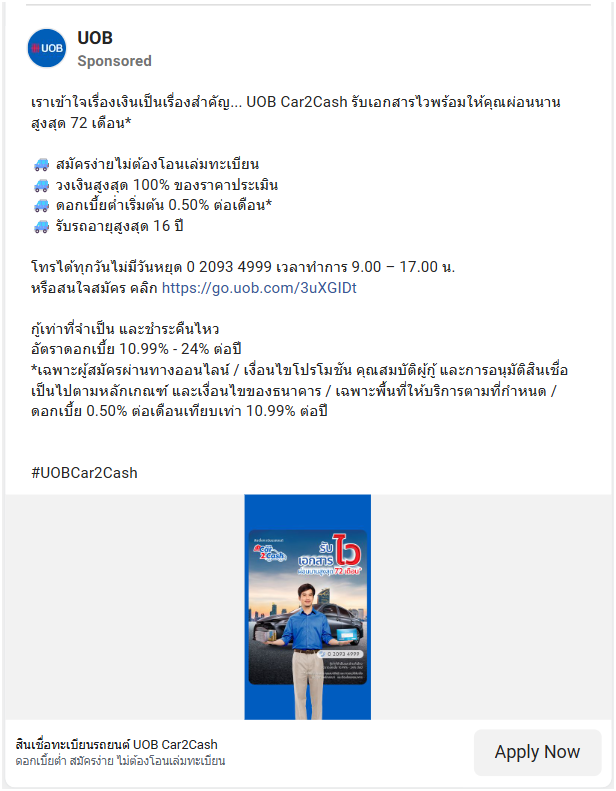 UOB
UOB
Sponsored
เราเข้าใจเรื่องเงินเป็นเรื่องสำคัญ... UOB Car2Cash รับเอกสารไวพร้อมให้คุณผ่อนนาน
สูงสุด 72 เดือน*
สมัครง่ายไม่ต้องโอนเล่มทะเบียน
วงเงินสูงสุด 100% ของราคาประเมิน
ดอกเบี้ยต่ำเริ่มต้น 0.50% ต่อเดือน*
รับรถอายุสูงสุด 16 ปี
โทรได้ทุกวันไม่มีวันหยุด 0 2093 4999 เวลาทำการ 9.00 – 17.00 น.
หรือสนใจสมัคร คลิก https://go.uob.com/3uXGIDt
กู้เท่าที่จำเป็น และชำระคืนไหว
อัตราดอกเบี้ย 10.99% - 24% ต่อปี
*เฉพาะผู้สมัครผ่านทางออนไลน์ / เงื่อนไขโปรโมชัน คุณสมบัติผู้กู้ และการอนุมัติสินเชื่อ
เป็นไปตามหลักเกณฑ์ และเงื่อนไขของธนาคาร / เฉพาะพื้นที่ให้บริการตามที่กำหนด /
ดอกเบี้ย 0.50% ต่อเดือนเทียบเท่า 10.99% ต่อปี
#UOBCar2Cash
Car
2Cash
รับ
เอกสาร
ไว
ผ่อนนานสูงสุด 72 เดือน*
0 2093 4999
สินเชื่อทะเบียนรถยนต์ UOB Car2Cash
ดอกเบี้ยต่ำ สมัครง่าย ไม่ต้องโอนเล่มทะเบียน
Apply Now